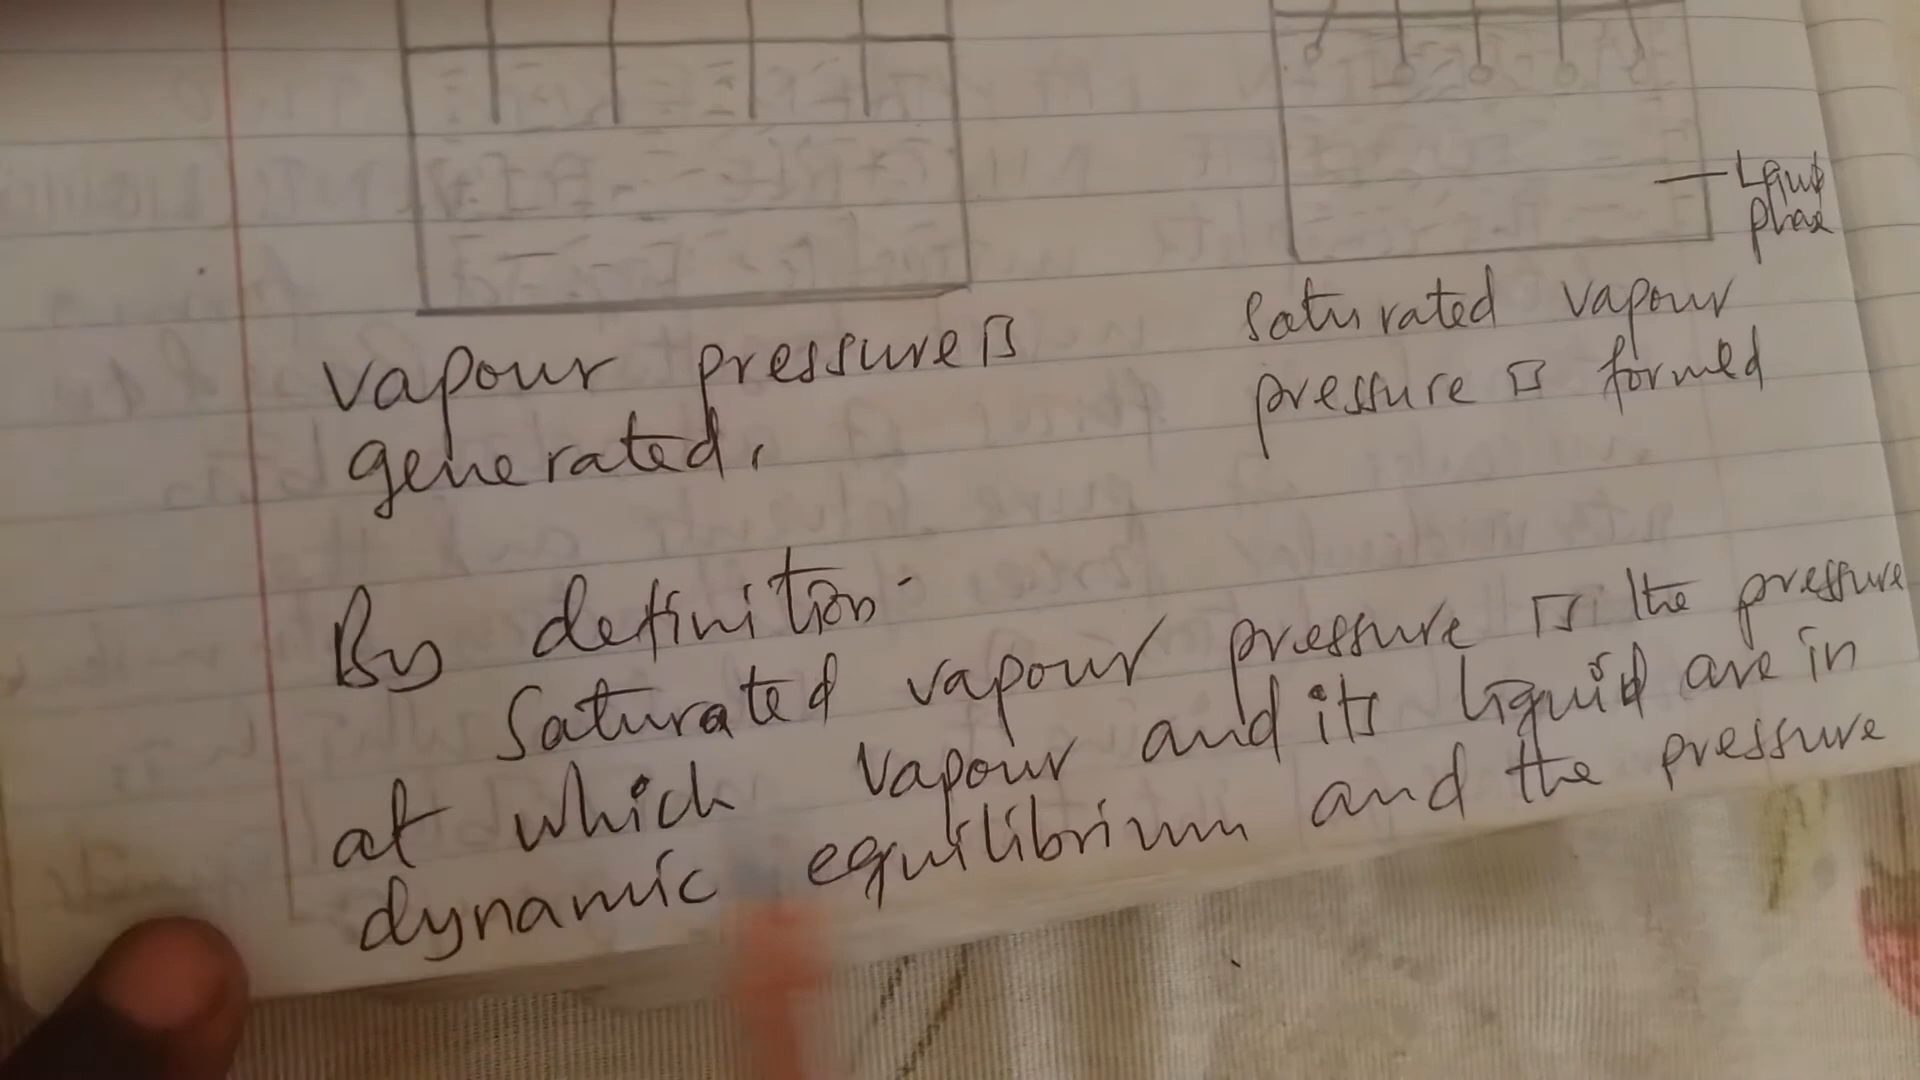 Liquid
phase
vapour pressure is
generated.
Saturated vapour
pressure is formed
By definition-
Saturated vapour pressure is the pressure
at which vapour and its liquid are in
dynamic equilibrium and the pressure